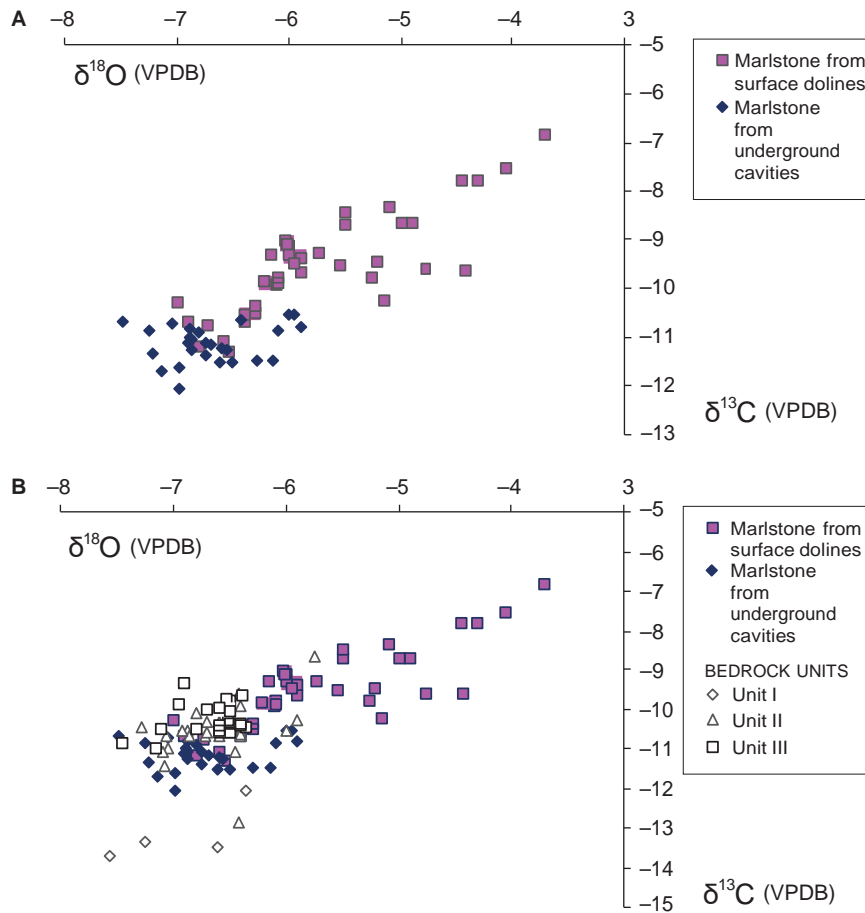 A
–8
–7
–6
–5
–4
3
δ18O (VPDB)
–5
–6
–7
–8
–9
–10
–11
–12
–13
δ13C (VPDB)
Marlstone from
surface dolines
Marlstone
from
underground
cavities
B
–8
–7
–6
–5
–4
3
δ18O (VPDB)
–5
–6
–7
–8
–9
–10
–11
–12
–13
–14
–15
δ13C (VPDB)
Marlstone from
surface dolines
Marlstone
from
underground
cavities
BEDROCK UNITS
Unit I
Unit II
Unit III